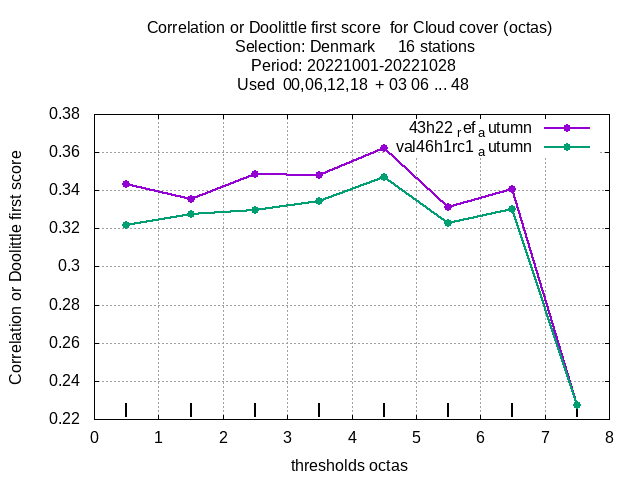 Correlation or Doolittle first score  for Cloud cover (octas)
Selection: Denmark     16 stations
Period: 20221001-20221028
Used  00,06,12,18  + 03 06 ... 48
43h22 ref autumn
val46h1rc1 autumn
Correlation or Doolittle first score
0.38
0.36
0.34
0.32
0.3
0.28
0.26
0.24
0.22
0 1 2 3 4 5 6 7 8
thresholds octas